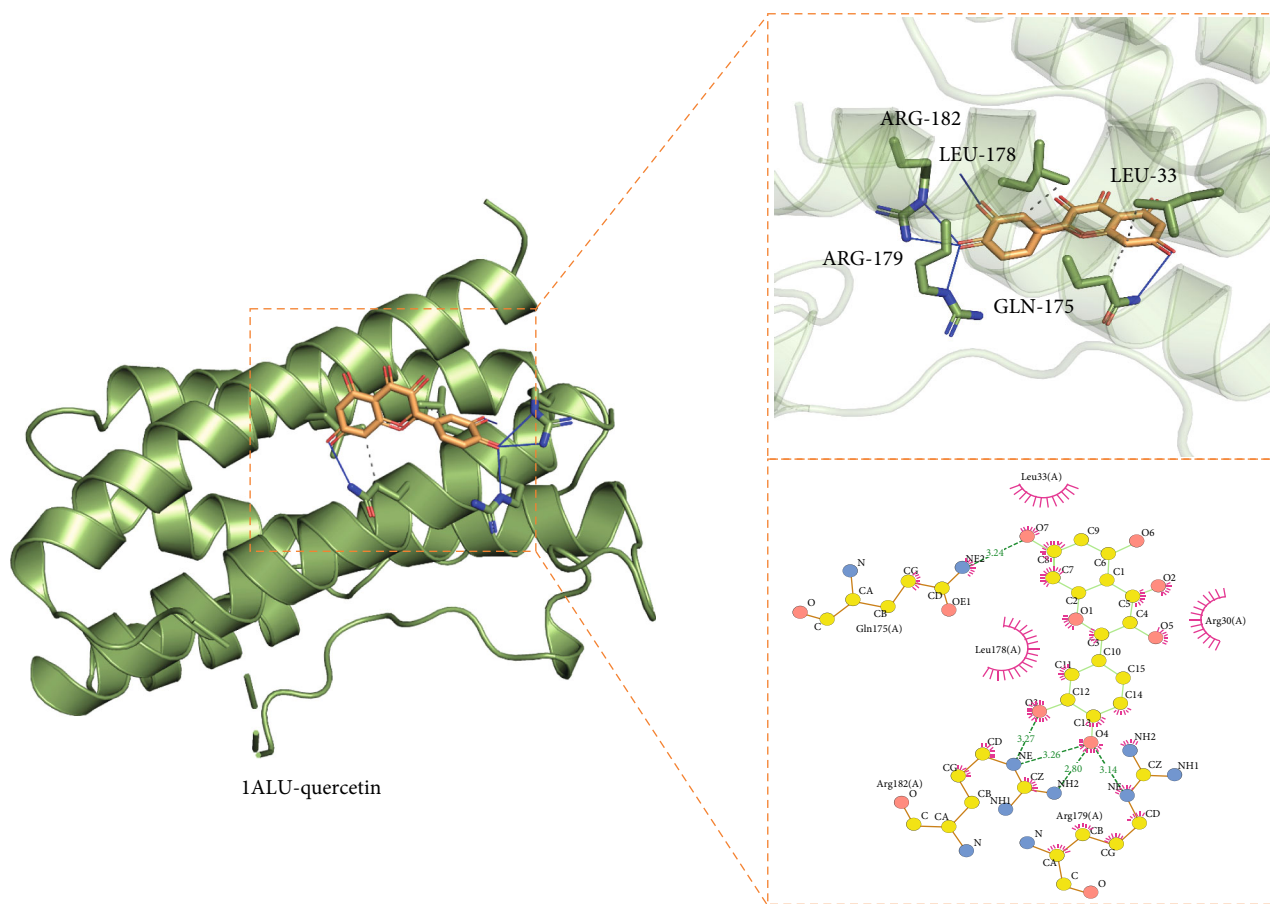 1ALU-quercetin
ARG-182
LEU-178
LEU-33
ARG-179
GLN-175
Leu33(A)
O7
C9
O6
3.24
NE2
C8
C6
N
CG
C7
C1
O2
CA
CD
C2
C5
OE1
O
CB
O1
C4
C
Gln175(A)
O5
Arg30(A)
C3
C10
Leu178(A)
C11
C15
C12
C14
O3
C13
3.27
O4
NH2
CD
NE
3.26
CG
2.80
3.14
CZ
NH1
Arg182(A)
CZ
O
CB
NH1
NH2
NE
C
CA
Arg179(A)
CD
N
N
CB
CG
CA
C
O